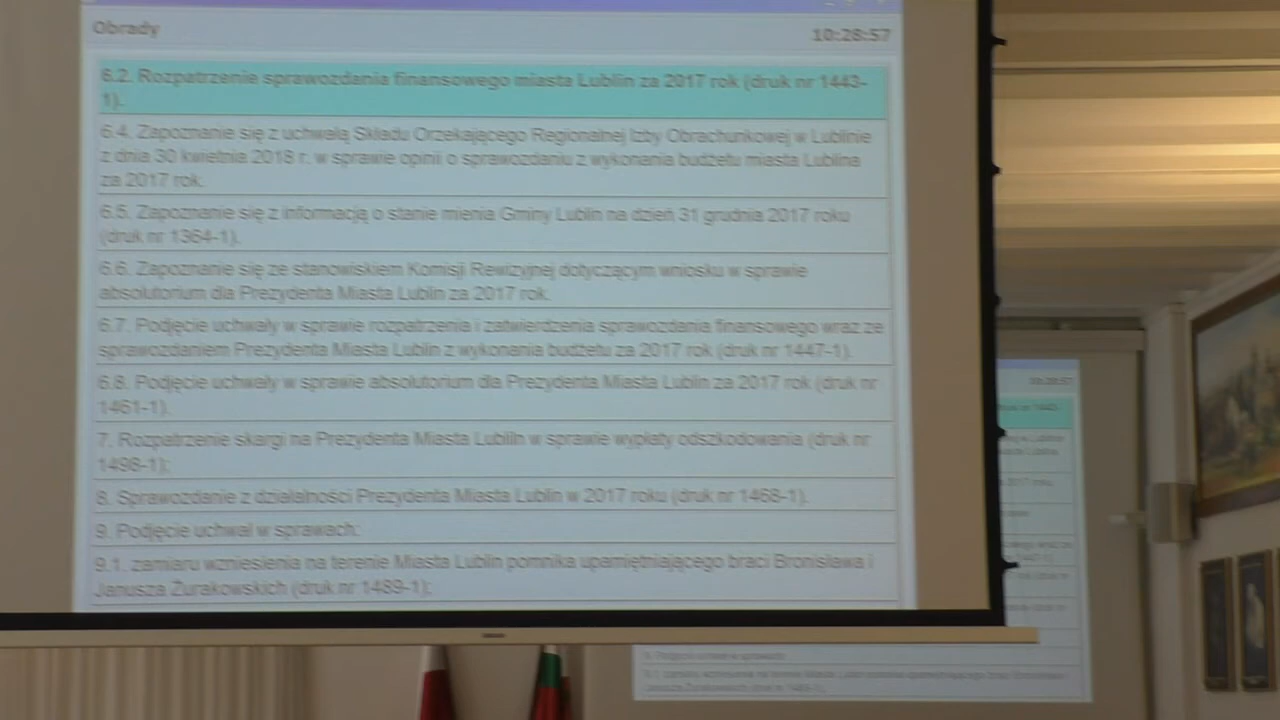 Obrady
10:28:57
6.2. Rozpatrzenie sprawozdania finansowego miasta Lublin za 2017 rok (druk nr 1443-
1).
6.4. Zapoznanie się z uchwałą Składu Orzekającego Regionalnej Izby Obrachunkowej w Lublinie
z dnia 30 kwietnia 2018 r. w sprawie opinii o sprawozdaniu z wykonania budżetu miasta Lublina
za 2017 rok.
6.5. Zapoznanie się z informacją o stanie mienia Gminy Lublin na dzień 31 grudnia 2017 roku
(druk nr 1364-1).
6.6. Zapoznanie się ze stanowiskiem Komisji Rewizyjnej dotyczącym wniosku w sprawie
absolutorium dla Prezydenta Miasta Lublin za 2017 rok.
6.7. Podjęcie uchwały w sprawie rozpatrzenia i zatwierdzenia sprawozdania finansowego wraz ze
sprawozdaniem Prezydenta Miasta Lublin z wykonania budżetu za 2017 rok (druk nr 1447-1).
6.8. Podjęcie uchwały w sprawie absolutorium dla Prezydenta Miasta Lublin za 2017 rok (druk nr
1461-1).
7. Rozpatrzenie skargi na Prezydenta Miasta Lublin w sprawie wypłaty odszkodowania (druk nr
1498-1);
8. Sprawozdanie z działalności Prezydenta Miasta Lublin w 2017 roku (druk nr 1468-1).
9. Podjęcie uchwał w sprawach:
9.1. zamiaru wzniesienia na terenie Miasta Lublin pomnika upamiętniającego braci Bronisława i
Janusza Żurakowskich (druk nr 1489-1);
10:28:57
9. Podjęcie uchwał w sprawach: